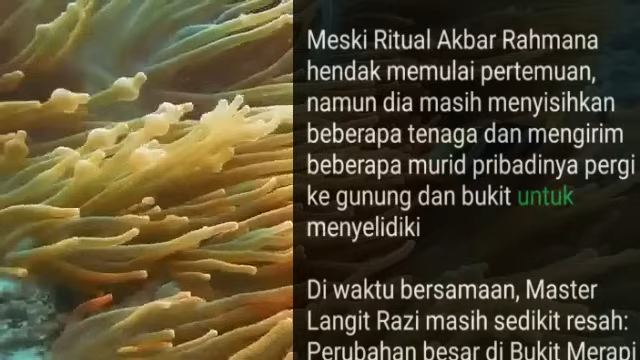 Meski Ritual Akbar Rahmana
hendak memulai pertemuan,
namun dia masih menyisihkan
beberapa tenaga dan mengirim
beberapa murid pribadinya pergi
ke gunung dan bukit untuk
menyelidiki
Di waktu bersamaan, Master
Langit Razi masih sedikit resah:
Perubahan besar di Bukit Merapi